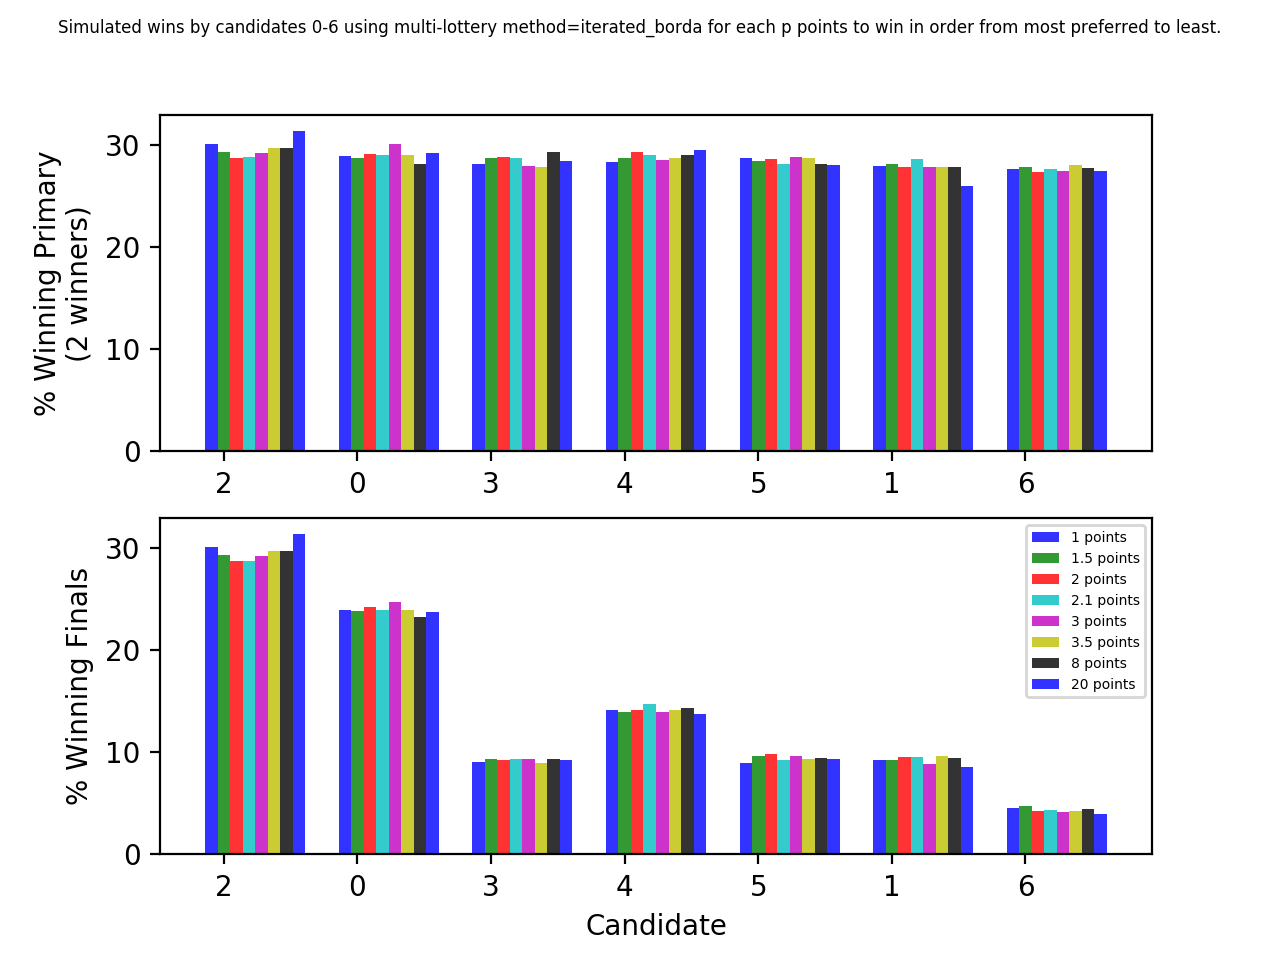 Simulated wins by candidates 0-6 using multi-lottery method=iterated_borda for each p points to win in order from most preferred to least.
% Winning Primary
(2 winners)
30
20
10
0
2 0 3 4 5 1 6
% Winning Finals
30
20
10
0
1 points
1.5 points
2 points
2.1 points
3 points
3.5 points
8 points
20 points
2 0 3 4 5 1 6
Candidate